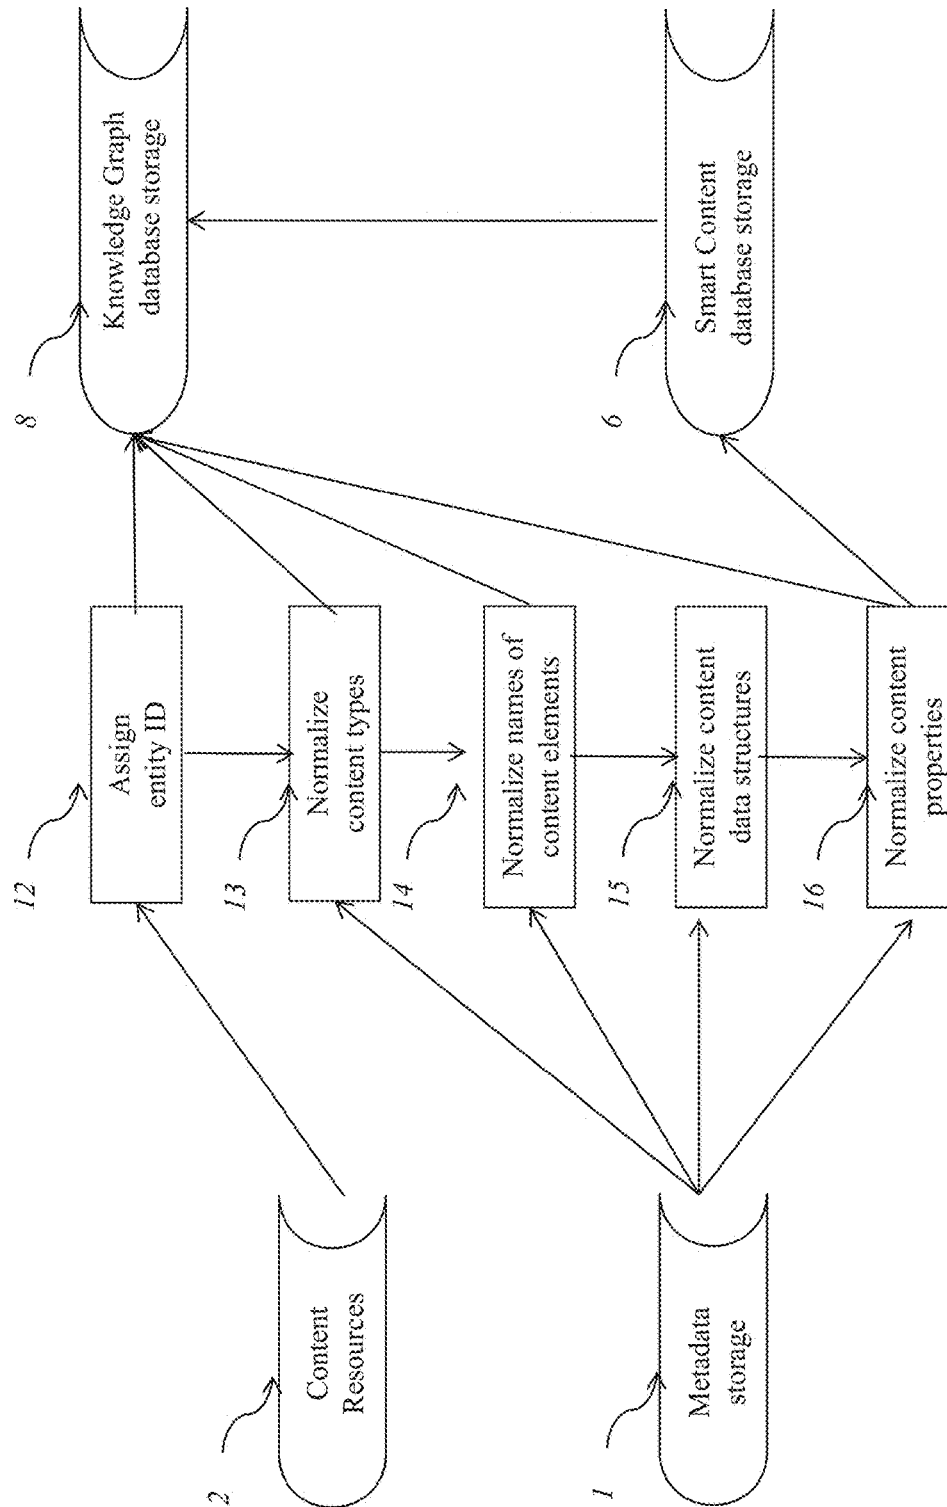 2
Content
Resources
1
Metadata
storage
12
Assign
entity ID
13
Normalize
content types
14
Normalize names of
content elements
15
Normalize content
data structures
16
Normalize content
properties
8
Knowledge Graph
database storage
6
Smart Content
database storage